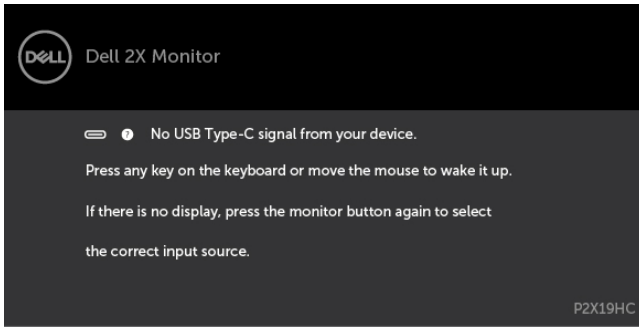 DELL
Dell 2X Monitor
? No USB Type-C signal from your device.
Press any key on the keyboard or move the mouse to wake it up.
If there is no display, press the monitor button again to select
the correct input source.
P2X19HC